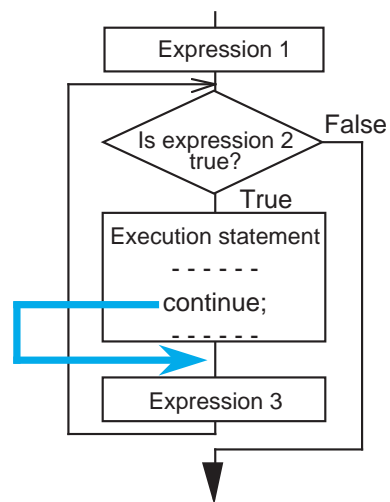 Expression 1
False
Is expression 2
true?
True
Execution statement
- - - - - -
continue;
- - - - - -
Expression 3